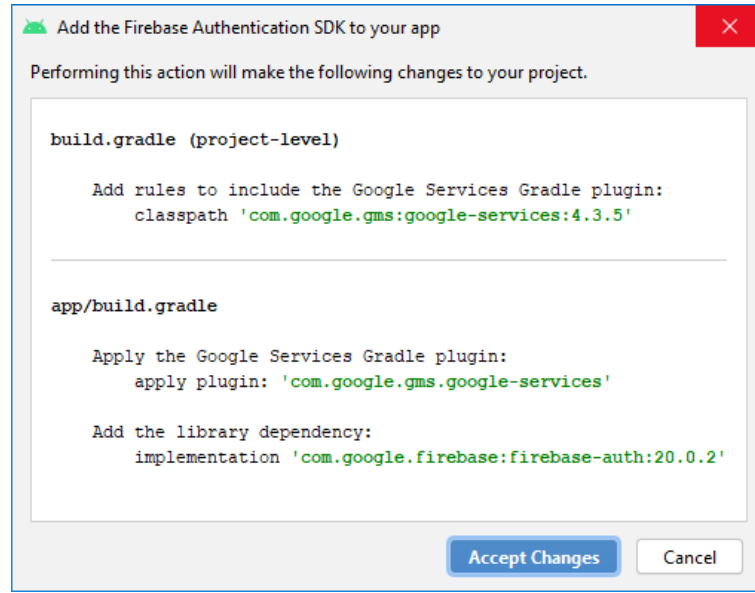 Add the Firebase Authentication SDK to your app
Performing this action will make the following changes to your project.
build.gradle (project-level)
Add rules to include the Google Services Gradle plugin:
classpath 'com.google.gms:google-services:4.3.5'
app/build.gradle
Apply the Google Services Gradle plugin:
apply plugin: 'com.google.gms.google-services'
Add the library dependency:
implementation 'com.google.firebase:firebase-auth:20.0.2'
Accept Changes Cancel